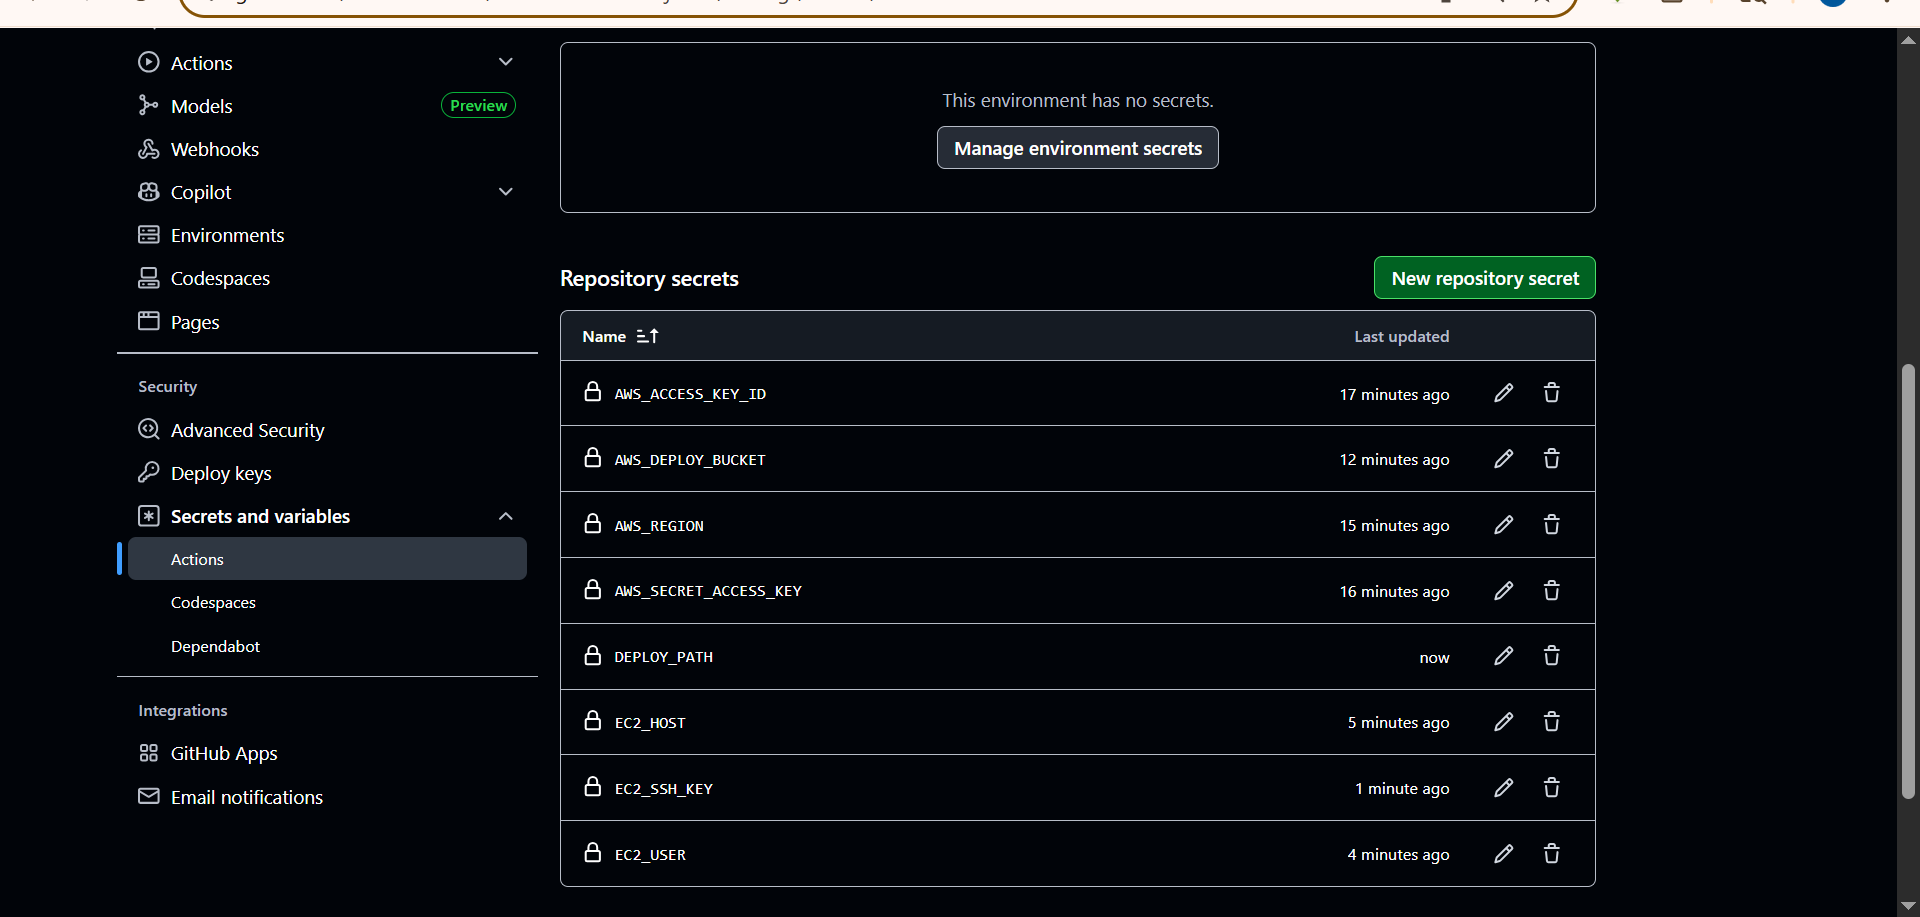 Actions
Models
Preview
Webhooks
Copilot
Environments
Codespaces
Pages
Security
Advanced Security
Deploy keys
Secrets and variables
Actions
Codespaces
Dependabot
Integrations
GitHub Apps
Email notifications
This environment has no secrets.
Manage environment secrets
Repository secrets
New repository secret
Name Last updated
AWS_ACCESS_KEY_ID 17 minutes ago
AWS_DEPLOY_BUCKET 12 minutes ago
AWS_REGION 15 minutes ago
AWS_SECRET_ACCESS_KEY 16 minutes ago
DEPLOY_PATH now
EC2_HOST 5 minutes ago
EC2_SSH_KEY 1 minute ago
EC2_USER 4 minutes ago